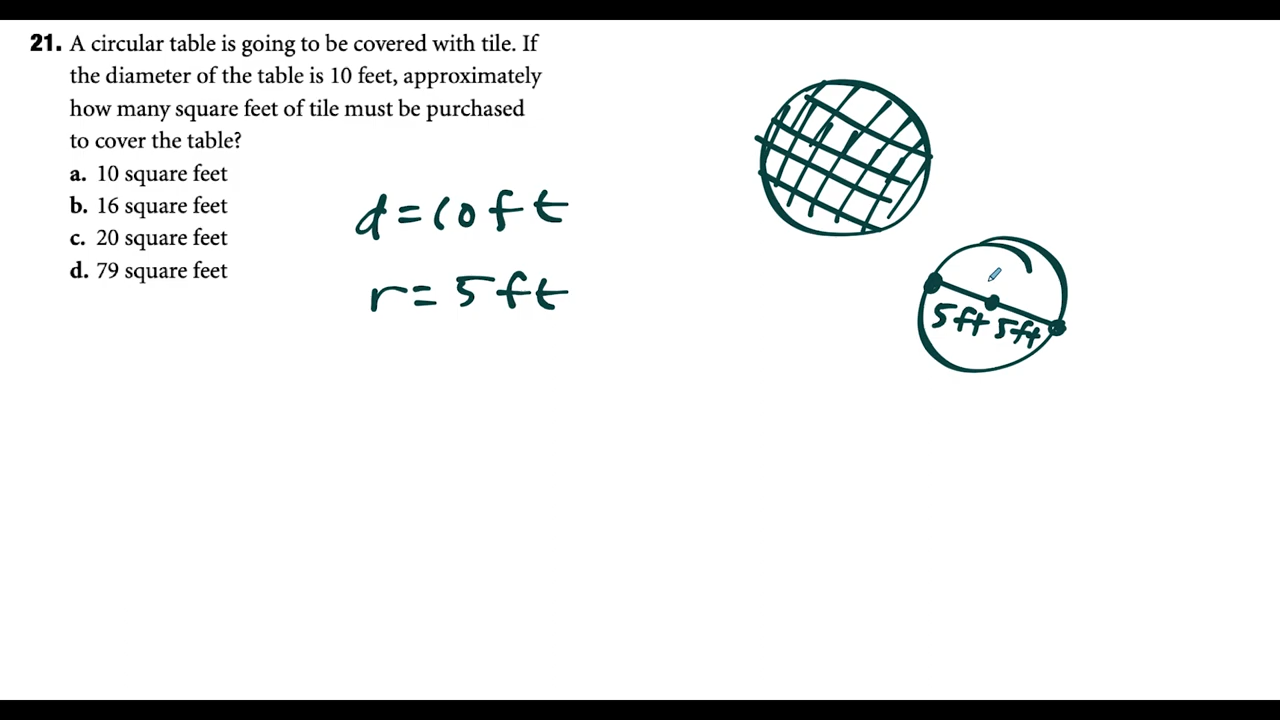 21. A circular table is going to be covered with tile. If
the diameter of the table is 10 feet, approximately
how many square feet of tile must be purchased
to cover the table?
a. 10 square feet
b. 16 square feet
c. 20 square feet
d. 79 square feet
d=10ft
r=5ft
5ft 5ft